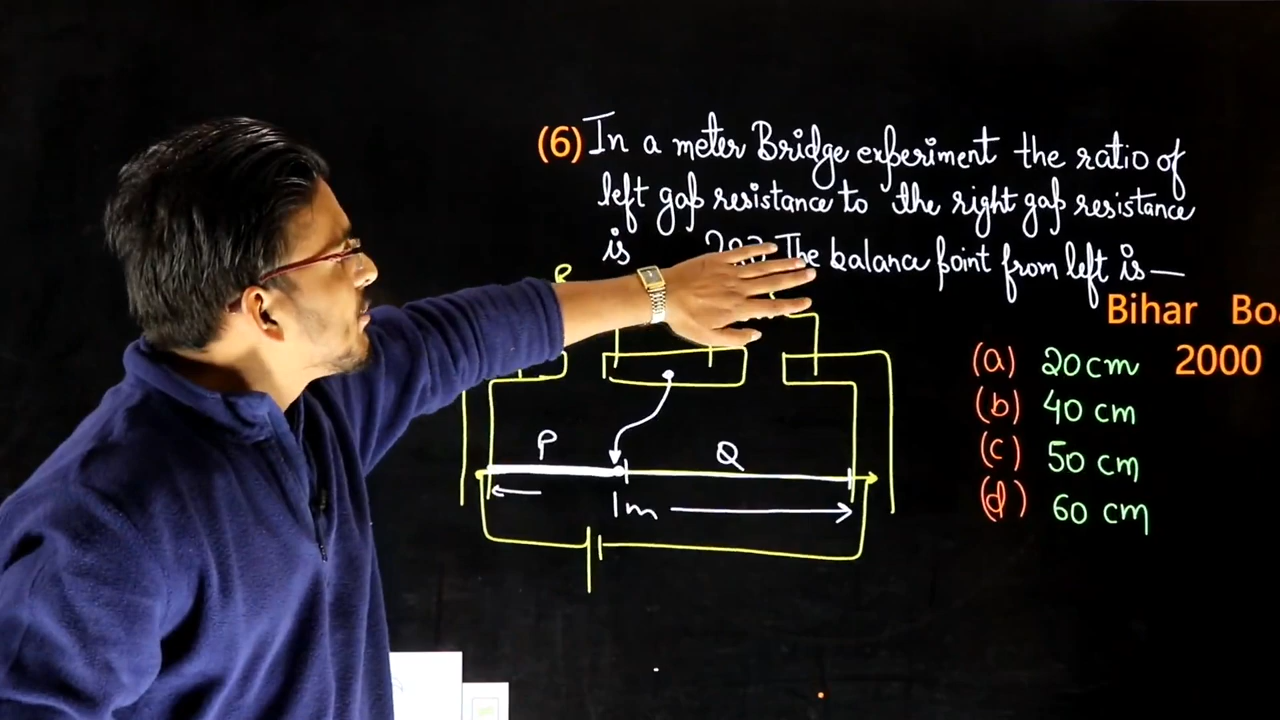 (6) In a meter Bridge experiment the ratio of
left gap resistance to the right gap resistance
is The balance point from left is —
Bihar
2000
(a) 20 cm
(b) 40 cm
(c) 50 cm
(d) 60 cm
R
P
Q
1m